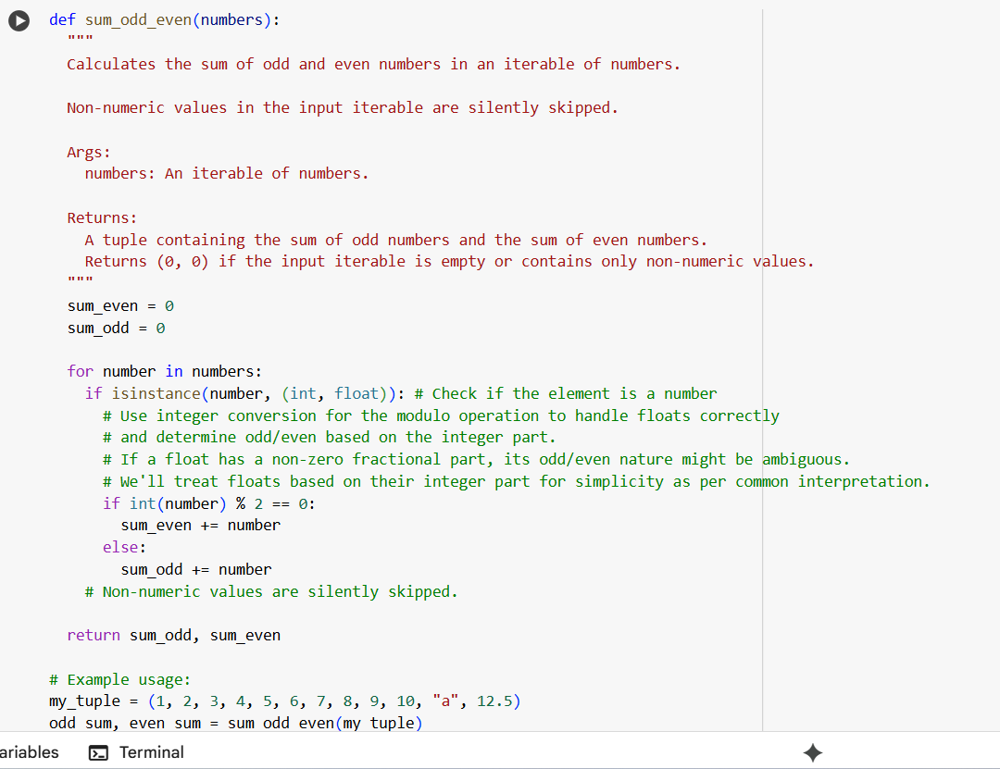 def sum_odd_even(numbers):
"""
Calculates the sum of odd and even numbers in an iterable of numbers.
Non-numeric values in the input iterable are silently skipped.
Args:
numbers: An iterable of numbers.
Returns:
A tuple containing the sum of odd numbers and the sum of even numbers.
Returns (0, 0) if the input iterable is empty or contains only non-numeric values.
"""
sum_even = 0
sum_odd = 0
for number in numbers:
if isinstance(number, (int, float)): # Check if the element is a number
# Use integer conversion for the modulo operation to handle floats correctly
# and determine odd/even based on the integer part.
# If a float has a non-zero fractional part, its odd/even nature might be ambiguous.
# We'll treat floats based on their integer part for simplicity as per common interpretation.
if int(number) % 2 == 0:
sum_even += number
else:
sum_odd += number
# Non-numeric values are silently skipped.
return sum_odd, sum_even
# Example usage:
my_tuple = (1, 2, 3, 4, 5, 6, 7, 8, 9, 10, "a", 12.5)
odd_sum, even_sum = sum_odd_even(my_tuple)
ariables Terminal